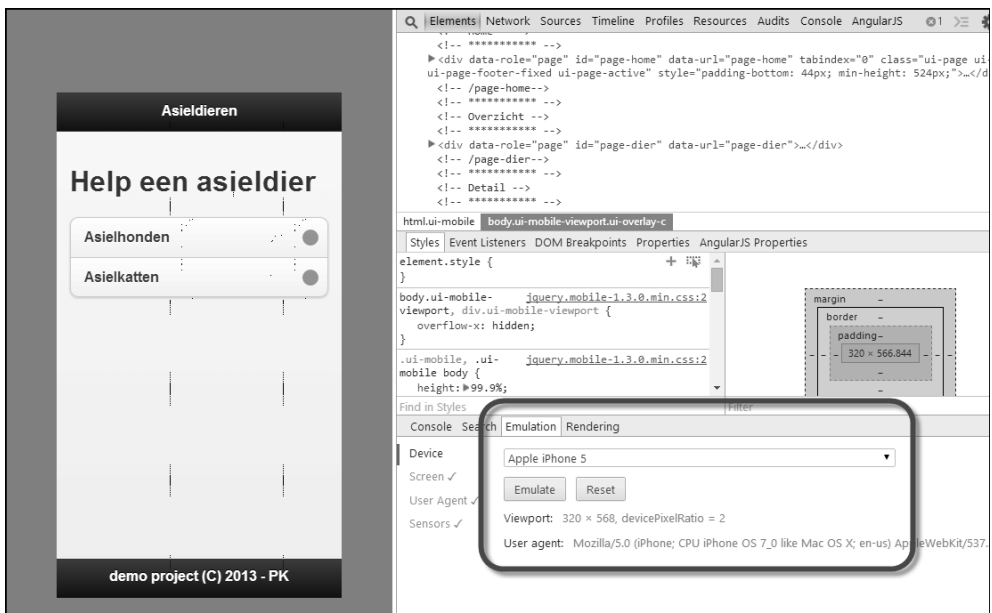 Asieldieren
Help een asieldier
Asielhonden
Asielkatten
demo project (C) 2013 - PK
Elements Network Sources Timeline Profiles Resources Audits Console AngularJS 1
<!-- *********** -->
<div data-role="page" id="page-home" data-url="page-home" tabindex="0" class="ui-page ui-
ui-page-footer-fixed ui-page-active" style="padding-bottom: 44px; min-height: 524px;">…</d
<!-- /page-home-->
<!-- *********** -->
<!-- Overzicht -->
<!-- *********** -->
<div data-role="page" id="page-dier" data-url="page-dier">…</div>
<!-- /page-dier-->
<!-- *********** -->
<!-- Detail -->
<!-- *********** -->
html.ui-mobile body.ui-mobile-viewport.ui-overlay-c
Styles Event Listeners DOM Breakpoints Properties AngularJS Properties
element.style {
}
body.ui-mobile- jquery.mobile-1.3.0.min.css:2
viewport, div.ui-mobile-viewport {
overflow-x: hidden;
}
.ui-mobile, .ui- jquery.mobile-1.3.0.min.css:2
mobile body {
height: 99.9%;
margin –
border –
padding –
320 × 566.844
Find in Styles Filter
Console Search Emulation Rendering
Device
Screen ✓
User Agent ✓
Sensors ✓
Apple iPhone 5
Emulate Reset
Viewport: 320 × 568, devicePixelRatio = 2
User agent: Mozilla/5.0 (iPhone; CPU iPhone OS 7_0 like Mac OS X; en-us) AppleWebKit/537.